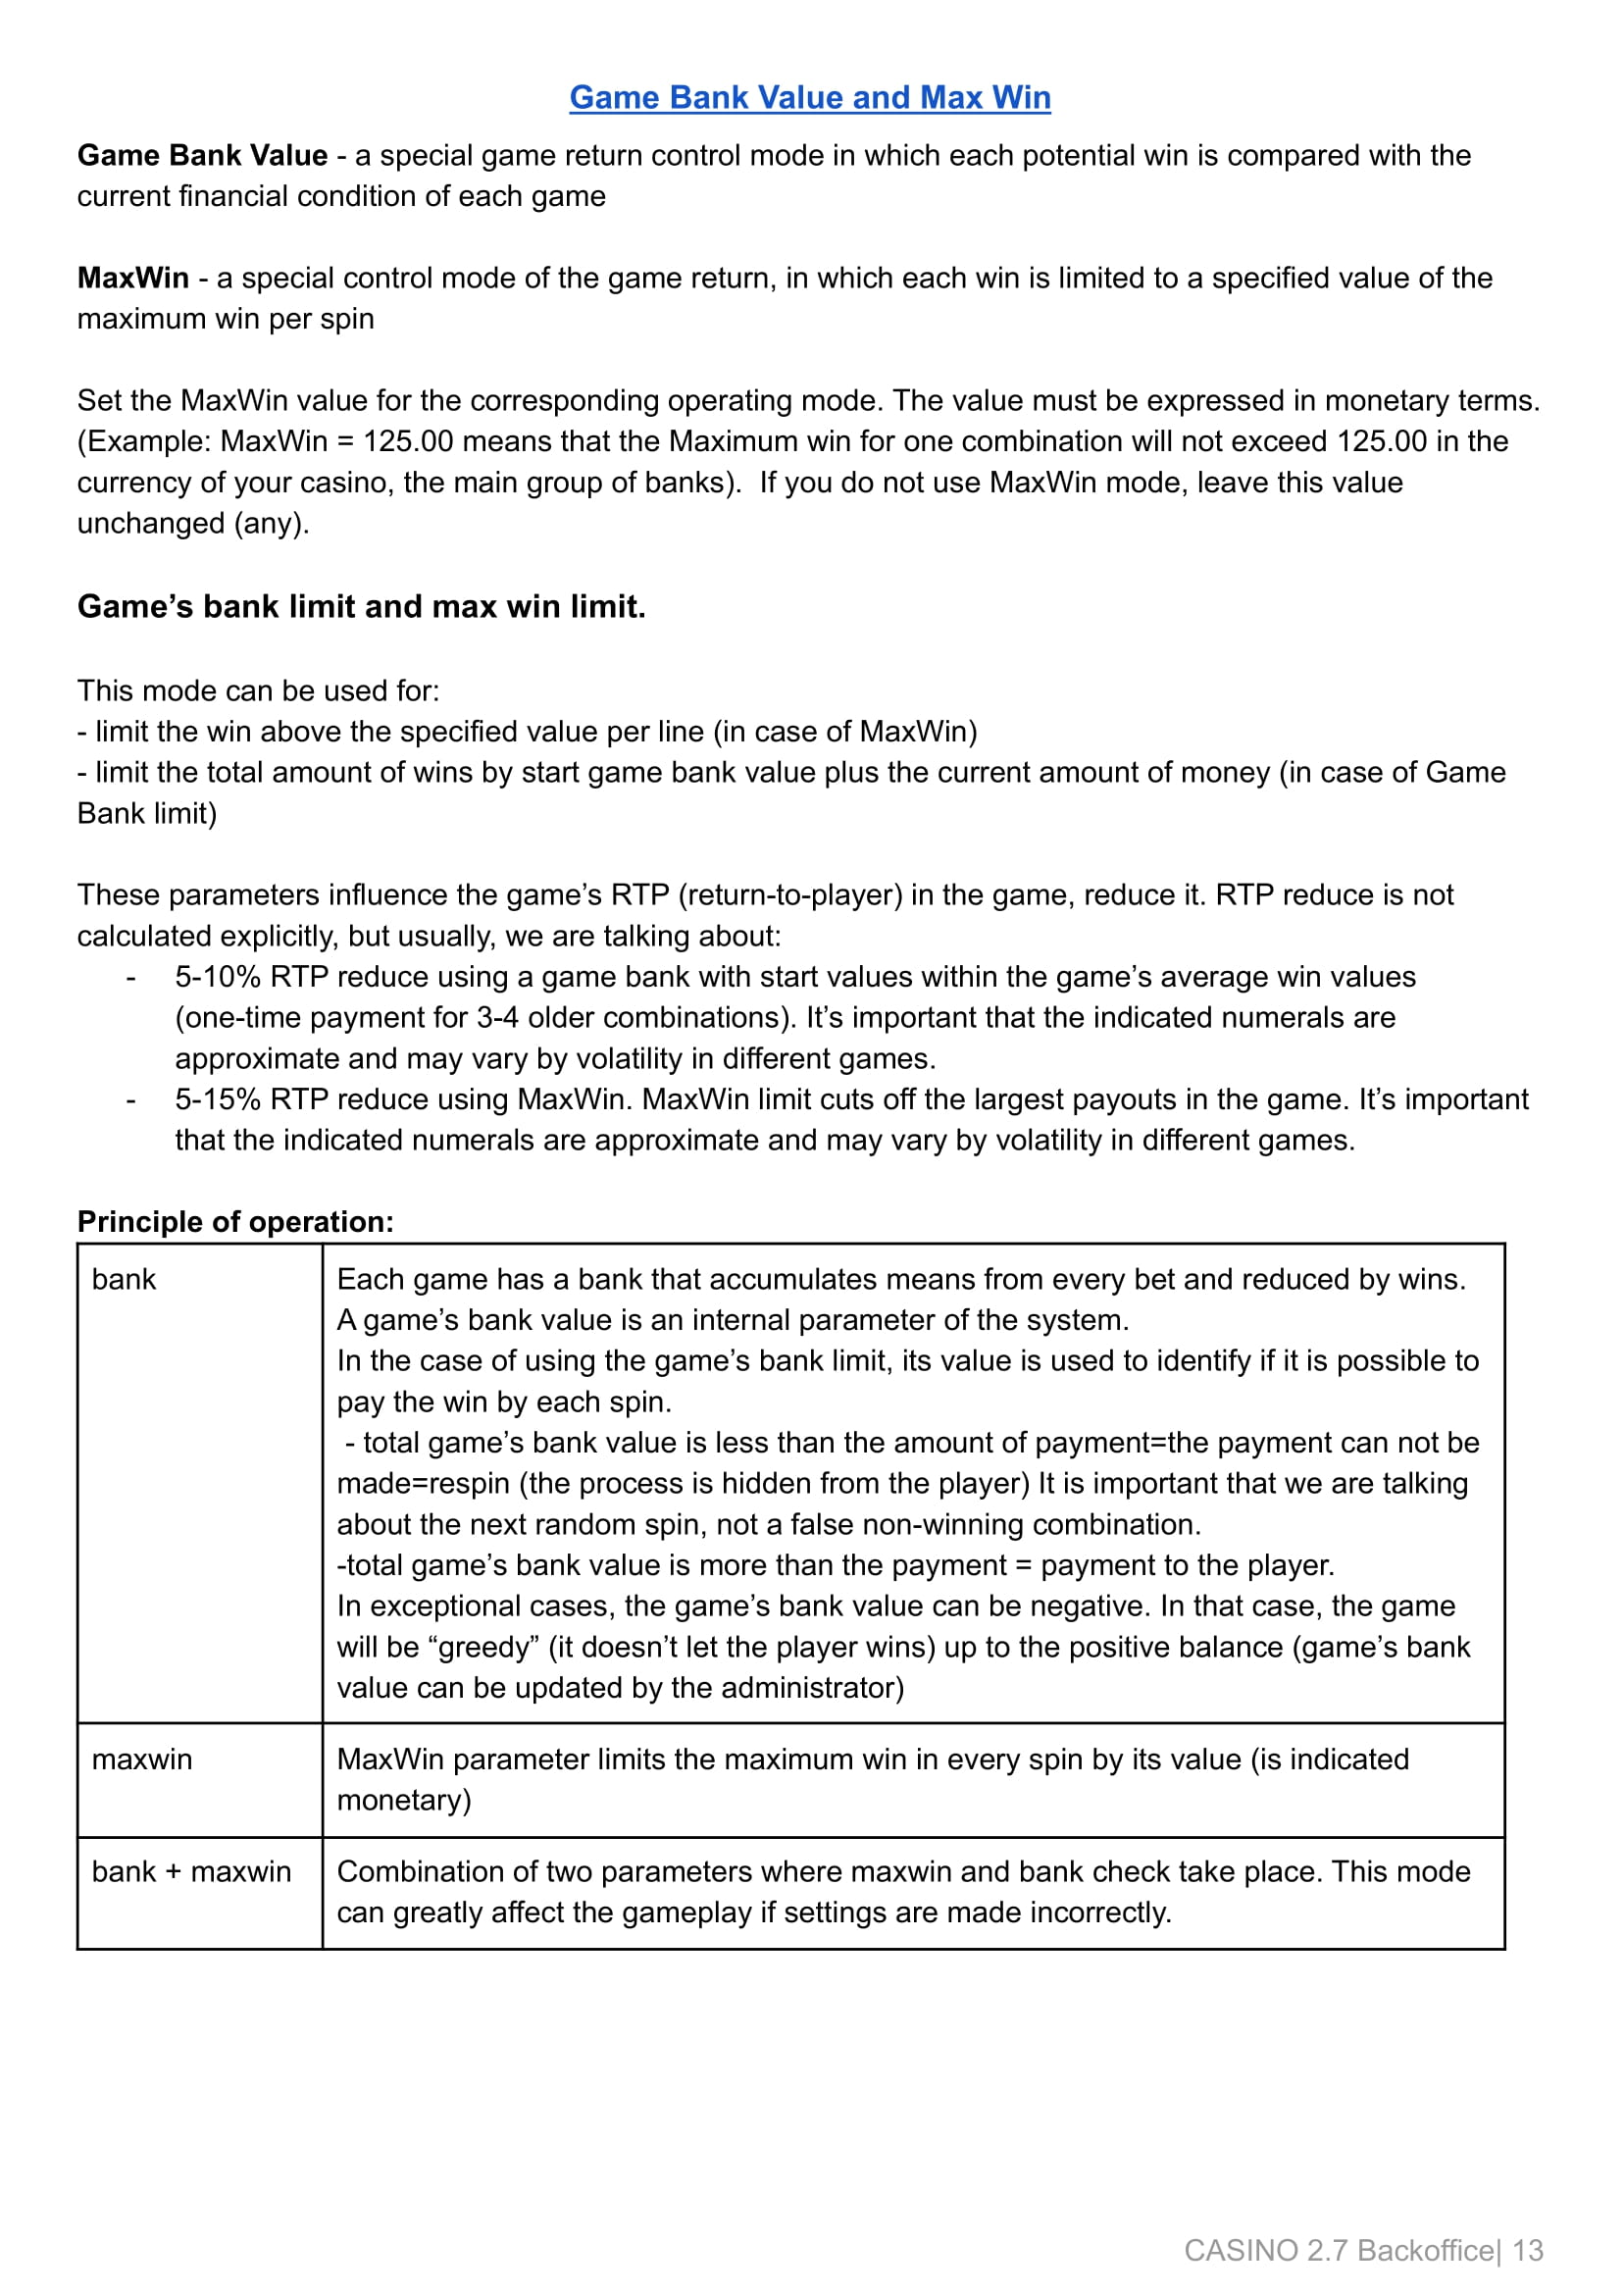 Game Bank Value and Max Win
Game Bank Value - a special game return control mode in which each potential win is compared with the
current financial condition of each game
MaxWin - a special control mode of the game return, in which each win is limited to a specified value of the
maximum win per spin
Set the MaxWin value for the corresponding operating mode. The value must be expressed in monetary terms.
(Example: MaxWin = 125.00 means that the Maximum win for one combination will not exceed 125.00 in the
currency of your casino, the main group of banks).  If you do not use MaxWin mode, leave this value
unchanged (any).
Game’s bank limit and max win limit.
This mode can be used for:
- limit the win above the specified value per line (in case of MaxWin)
- limit the total amount of wins by start game bank value plus the current amount of money (in case of Game
Bank limit)
These parameters influence the game’s RTP (return-to-player) in the game, reduce it. RTP reduce is not
calculated explicitly, but usually, we are talking about:
- 5-10% RTP reduce using a game bank with start values within the game’s average win values
(one-time payment for 3-4 older combinations). It’s important that the indicated numerals are
approximate and may vary by volatility in different games.
- 5-15% RTP reduce using MaxWin. MaxWin limit cuts off the largest payouts in the game. It’s important
that the indicated numerals are approximate and may vary by volatility in different games.
Principle of operation:
bank
Each game has a bank that accumulates means from every bet and reduced by wins.
A game’s bank value is an internal parameter of the system.
In the case of using the game’s bank limit, its value is used to identify if it is possible to
pay the win by each spin.
- total game’s bank value is less than the amount of payment=the payment can not be
made=respin (the process is hidden from the player) It is important that we are talking
about the next random spin, not a false non-winning combination.
-total game’s bank value is more than the payment = payment to the player.
In exceptional cases, the game’s bank value can be negative. In that case, the game
will be “greedy” (it doesn’t let the player wins) up to the positive balance (game’s bank
value can be updated by the administrator)
maxwin
MaxWin parameter limits the maximum win in every spin by its value (is indicated
monetary)
bank + maxwin
Combination of two parameters where maxwin and bank check take place. This mode
can greatly affect the gameplay if settings are made incorrectly.
CASINO 2.7 Backoffice| 13